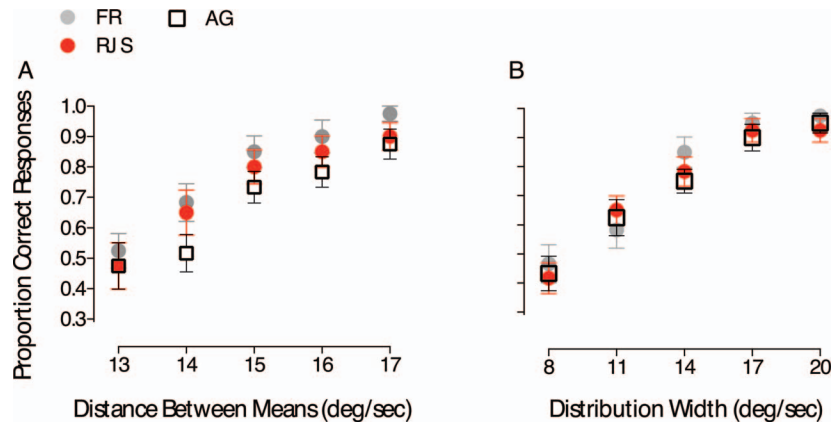 FR AG
RJS
A
B
Proportion Correct Responses
1.0
0.9
0.8
0.7
0.6
0.5
0.4
0.3
13 14 15 16 17
Distance Between Means (deg/sec)
8 11 14 17 20
Distribution Width (deg/sec)